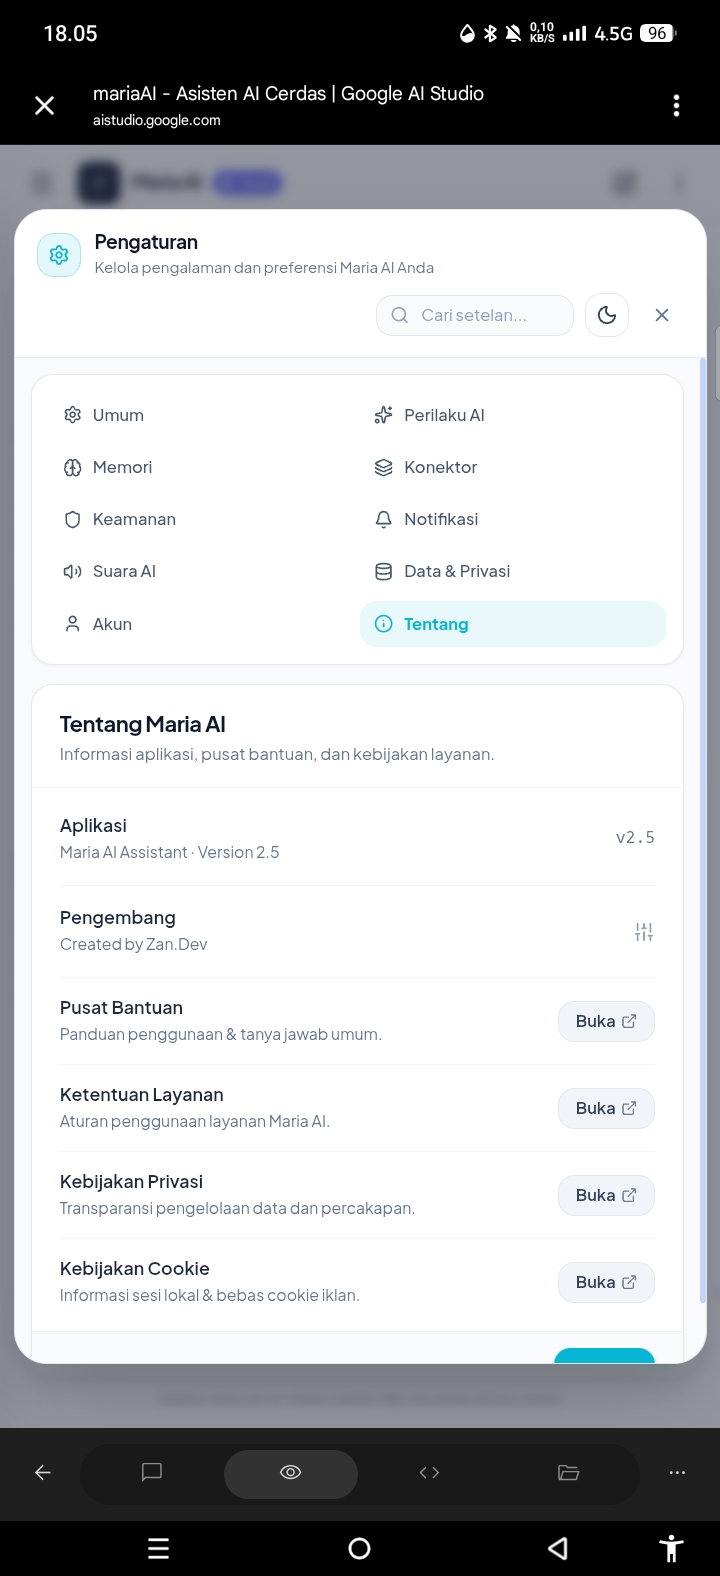 18.05
0,10
KB/S
4.5G
96
mariaAI - Asisten AI Cerdas | Google AI Studio
aistudio.google.com
Maria AI
Pengaturan
Kelola pengalaman dan preferensi Maria AI Anda
Cari setelan...
Umum
Perilaku AI
Memori
Konektor
Keamanan
Notifikasi
Suara AI
Data & Privasi
Akun
Tentang
Tentang Maria AI
Informasi aplikasi, pusat bantuan, dan kebijakan layanan.
Aplikasi
Maria AI Assistant · Version 2.5
v2.5
Pengembang
Created by Zan.Dev
Pusat Bantuan
Panduan penggunaan & tanya jawab umum.
Buka
Ketentuan Layanan
Aturan penggunaan layanan Maria AI.
Buka
Kebijakan Privasi
Transparansi pengelolaan data dan percakapan.
Buka
Kebijakan Cookie
Informasi sesi lokal & bebas cookie iklan.
Buka